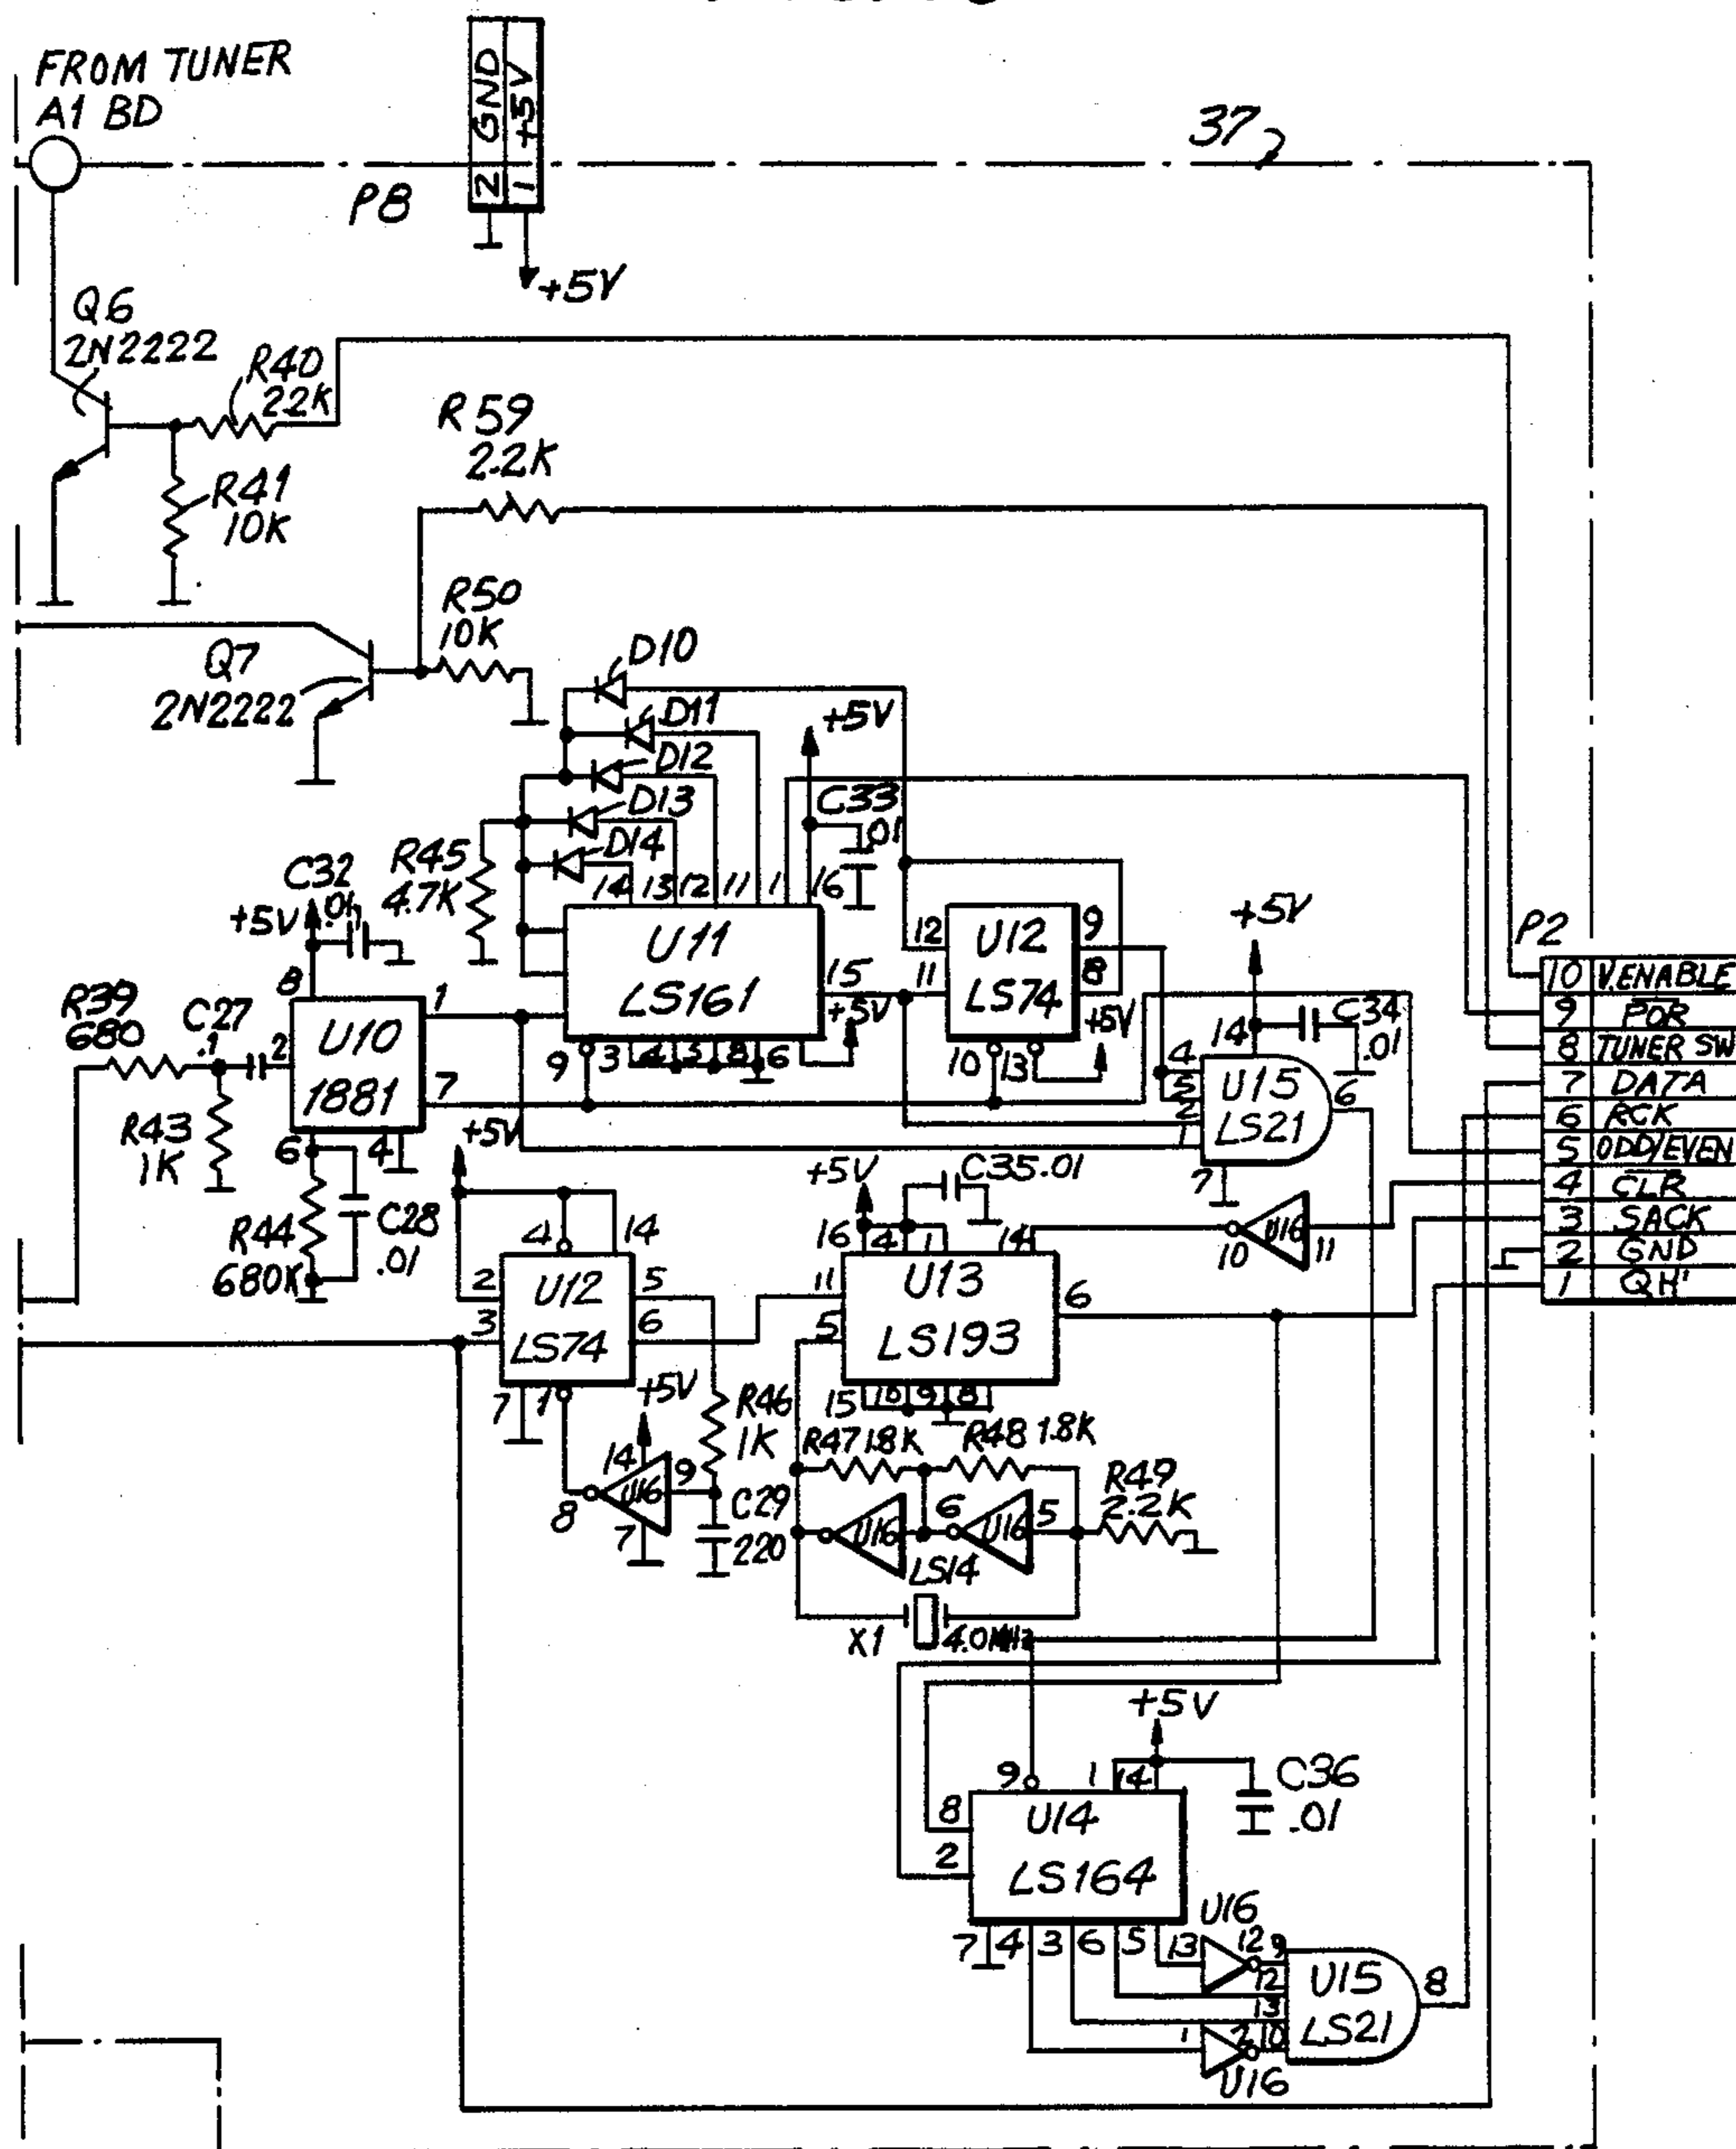 FROM TUNER
A1 BD
2 GND
1 +5V
37
P8
+5V
Q6
2N2222
R40
22K
R59
2.2K
R41
10K
R50
10K
Q7
2N2222
D10
D11
+5V
D12
D13
C33
.01
D14
R45
4.7K
14 13 12 11 1 16
C32
.01
+5V
8
U11
LS161
15
+5V
9 3 4 5 8 6
12
11
U12
LS74
9
8
+5V
10 13
+5V
14
C34
.01
4
5
2
1
U15
LS21
6
7
P2
10 V.ENABLE
9 POR
8 TUNER SW
7 DATA
6 RCK
5 ODD/EVEN
4 CLR
3 SACK
2 GND
1 QH'
R39
680
C27
.1
2
U10
1881
1
7
R43
1K
6 4
R44
680K
C28
.01
+5V
4 14
2
3
U12
LS74
5
6
7 1
+5V
14
U16
9
8
7
R46
1K
C29
220
+5V
C35 .01
16 4 1 14
11
5
U13
LS193
6
15 10 9 8
10 U16 11
R47 1.8K
R48 1.8K
R49
2.2K
U16
6 U16 5
LS14
X1
4.0MHz
+5V
9 1 14
C36
.01
8
2
U14
LS164
7 4 3 6 5
U16
13 12 9
12
13
1 2 10
U15
LS21
8
U16